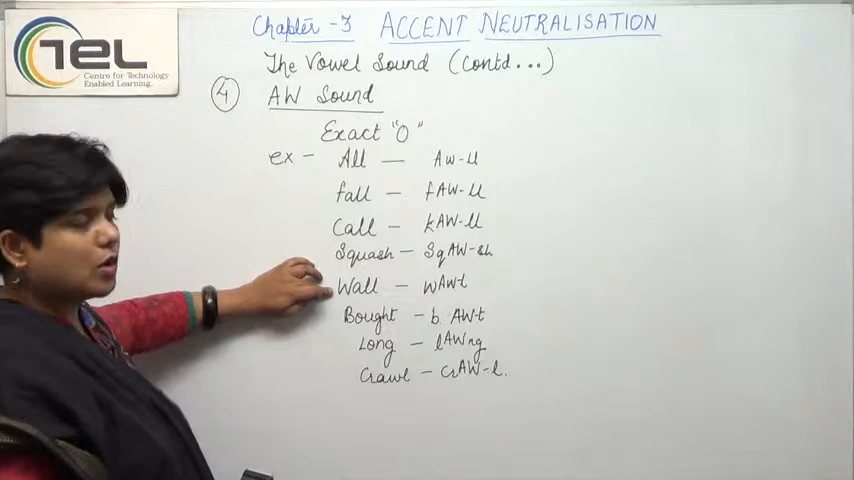 TEL
Centre for Technology
Enabled Learning.
Chapter - 3 ACCENT NEUTRALISATION
The Vowel Sound (Contd...)
4 AW Sound
Exact "O"
ex - All — AW-ll
fall — fAW-ll
Call — kAW-ll
Squash — SqAW-sh
Wall — wAWl
Bought — b AW-t
Long — lAWng
Crawl — crAW-l.